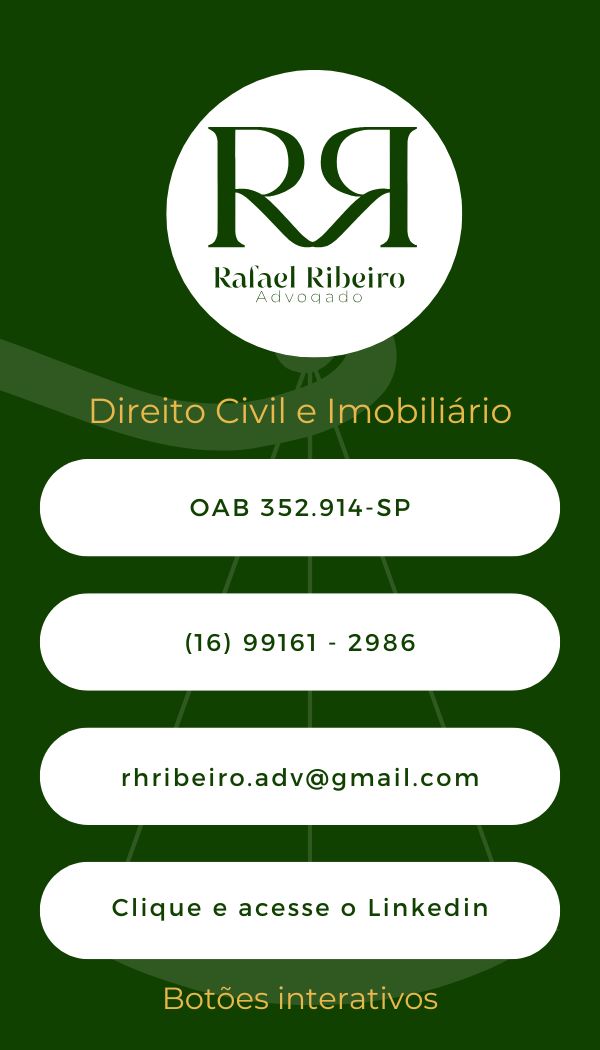 RR
Rafael Ribeiro
Advogado
Direito Civil e Imobiliário
OAB 352.914-SP
(16) 99161 - 2986
rhribeiro.adv@gmail.com
Clique e acesse o Linkedin
Botões interativos